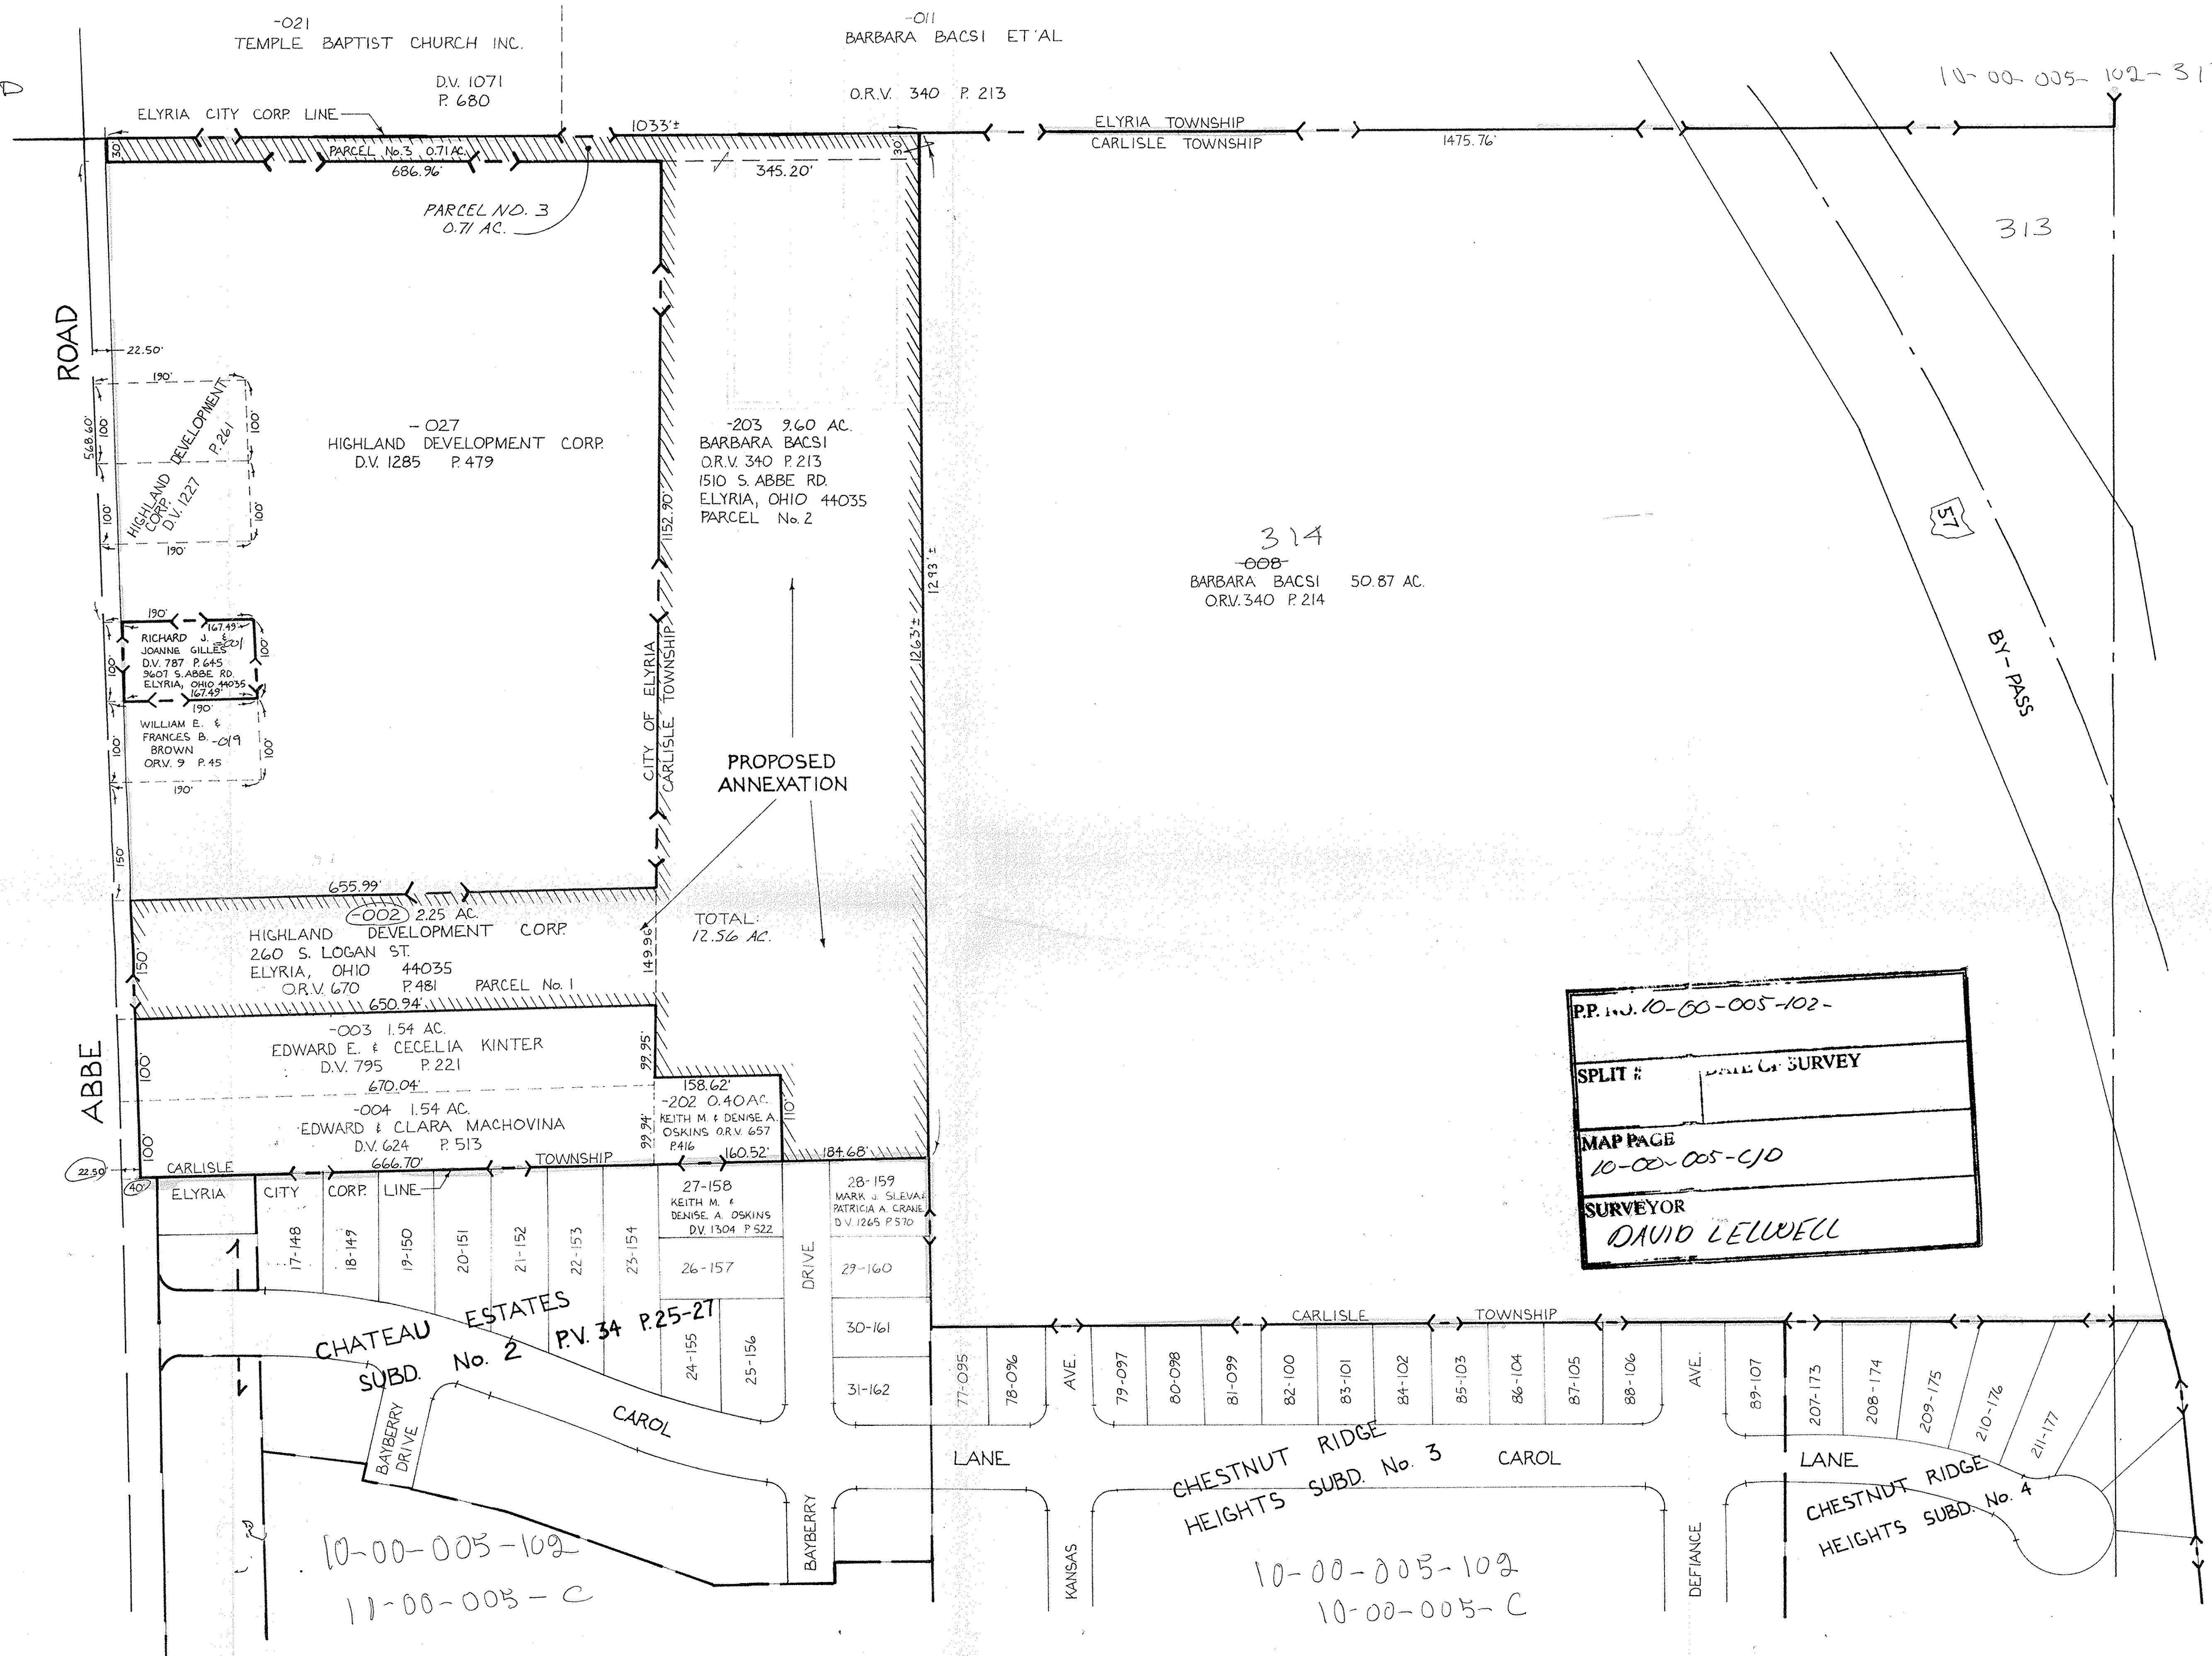 -021
TEMPLE BAPTIST CHURCH INC.
D.V. 1071
P. 680
-011
BARBARA BACSI ET'AL
O.R.V. 340 P. 213
10-00-005-102-31
D
ELYRIA CITY CORP. LINE
1033'±
ELYRIA TOWNSHIP
CARLISLE TOWNSHIP
1475.76'
30'
PARCEL No.3 0.71 AC.
30'
686.96'
345.20'
PARCEL NO. 3
0.71 AC.
313
ROAD
22.50'
190'
568.60'
100'
100'
HIGHLAND DEVELOPMENT
CORP.
D.V. 1227 P. 261
100'
100'
190'
-027
HIGHLAND DEVELOPMENT CORP.
D.V. 1285 P. 479
1152.90'
-203 9.60 AC.
BARBARA BACSI
O.R.V. 340 P. 213
1510 S. ABBE RD.
ELYRIA, OHIO 44035
PARCEL No. 2
1293'±
1263'±
314
-008-
BARBARA BACSI 50.87 AC.
O.R.V. 340 P. 214
57
BY-PASS
190'
167.49'
RICHARD J. &
JOANNE GILLES
-001
D.V. 787 P. 645
9607 S. ABBE RD.
ELYRIA, OHIO 44035
167.49'
190'
100'
100'
WILLIAM E. &
FRANCES B. -019
BROWN
O.R.V. 9 P. 45
100'
100'
190'
150'
CITY OF ELYRIA
CARLISLE TOWNSHIP
PROPOSED
ANNEXATION
655.99'
-002 2.25 AC.
HIGHLAND DEVELOPMENT CORP.
260 S. LOGAN ST.
ELYRIA, OHIO 44035
O.R.V. 670 P. 481 PARCEL No. 1
650.94'
150'
149.96'
TOTAL:
12.56 AC.
ABBE
100'
-003 1.54 AC.
EDWARD E. & CECELIA KINTER
D.V. 795 P. 221
670.04'
99.95'
100'
-004 1.54 AC.
EDWARD & CLARA MACHOVINA
D.V. 624 P. 513
99.94'
158.62'
-202 0.40 AC.
KEITH M. & DENISE A.
OSKINS O.R.V. 657
P. 416
160.52'
110'
184.68'
22.50'
40'
CARLISLE 666.70' TOWNSHIP
ELYRIA CITY CORP. LINE
17-148
18-149
19-150
20-151
21-152
22-153
23-154
27-158
KEITH M. &
DENISE A. OSKINS
D.V. 1304 P. 522
26-157
24-155
25-156
DRIVE
28-159
MARK J. SLEVA
PATRICIA A. CRANE
D.V. 1265 P. 570
29-160
30-161
31-162
CHATEAU ESTATES
SUBD. No. 2 P.V. 34 P. 25-27
BAYBERRY
DRIVE
CAROL
BAYBERRY
LANE
10-00-005-102
11-00-005-C
P.P. NO. 10-00-005-102-
SPLIT #
DATE OF SURVEY
MAP PAGE
10-00-005-C/D
SURVEYOR
DAVID LELWELL
CARLISLE TOWNSHIP
77-095
78-096
AVE.
79-097
80-098
81-099
82-100
83-101
84-102
85-103
86-104
87-105
88-106
AVE.
89-107
207-173
208-174
209-175
210-176
211-177
CHESTNUT RIDGE
HEIGHTS SUBD. No. 3
CAROL
LANE
CHESTNUT RIDGE
HEIGHTS SUBD. No. 4
KANSAS
DEFIANCE
10-00-005-102
10-00-005-C